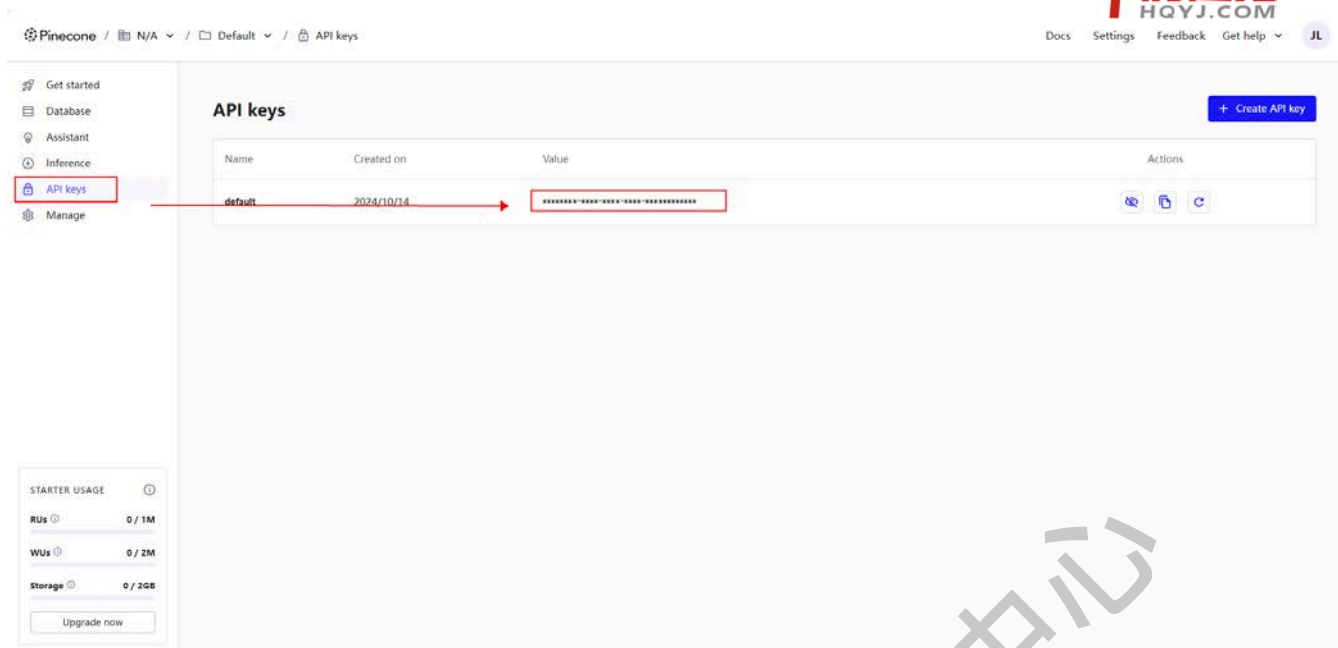 HQYJ.COM
Pinecone / N/A / Default / API keys
Docs Settings Feedback Get help JL
Get started
Database
Assistant
Inference
API keys
Manage
API keys
+ Create API key
Name Created on Value Actions
default 2024/10/14 ********-****-****-****-************
STARTER USAGE
RUs 0 / 1M
WUs 0 / 2M
Storage 0 / 2GB
Upgrade now
中心